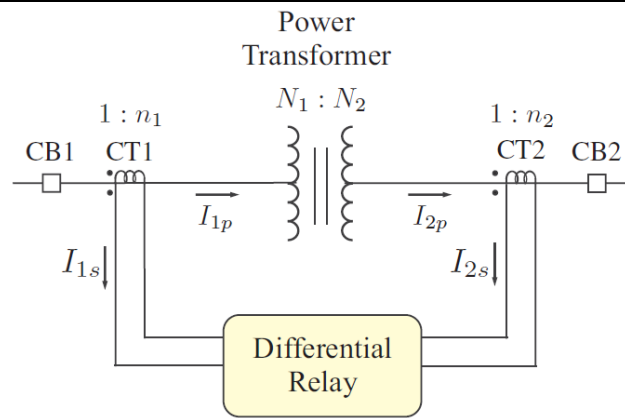 Power
Transformer
N₁ : N₂
1 : n₁
1 : n₂
CB1
CT1
CT2
CB2
I₁ₚ
I₂ₚ
I₁ₛ
I₂ₛ
Differential
Relay